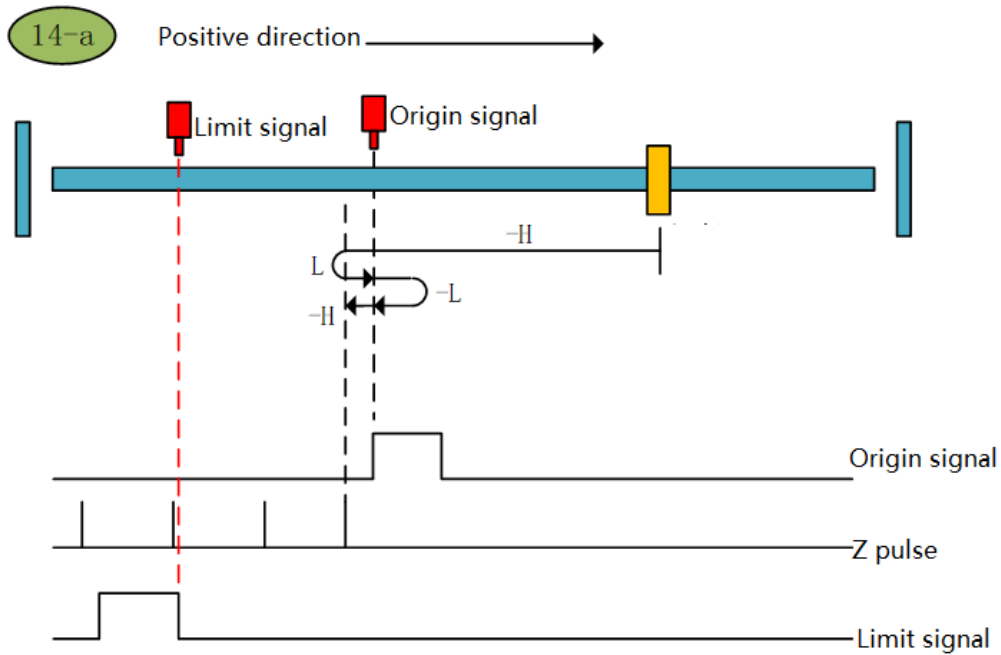 14-a
Positive direction
Limit signal
Origin signal
-H
L
-L
-H
Origin signal
Z pulse
Limit signal